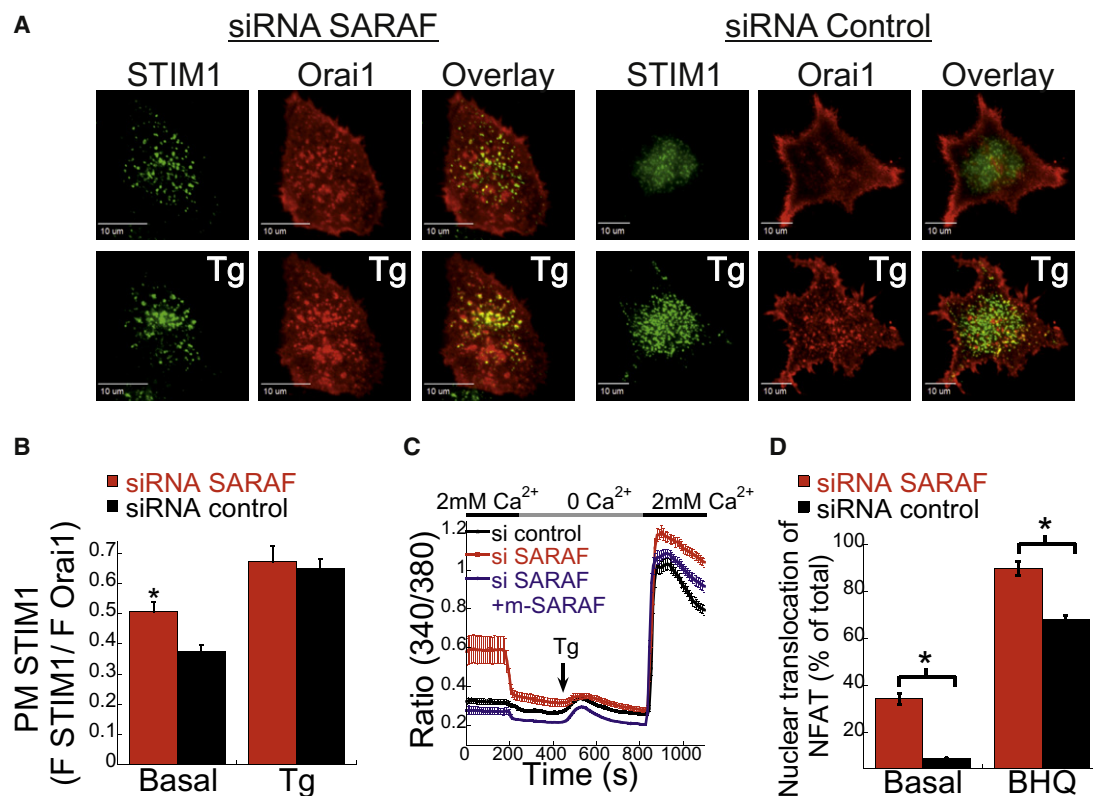 A
siRNA SARAF
siRNA Control
STIM1 Orai1 Overlay STIM1 Orai1 Overlay
10 um 10 um 10 um 10 um 10 um 10 um
Tg Tg Tg Tg Tg Tg
10 um 10 um 10 um 10 um 10 um 10 um
B
siRNA SARAF
siRNA control
PM STIM1
(F STIM1/ F Orai1)
0.7
0.6
0.5
0.4
0.3
0.2
0.1
0
*
Basal Tg
C
2mM Ca²⁺ 0 Ca²⁺ 2mM Ca²⁺
si control
si SARAF
si SARAF
+m-SARAF
Tg
Ratio (340/380)
1.2
1.0
0.8
0.6
0.4
0.2
0 200 400 600 800 1000
Time (s)
D
siRNA SARAF
siRNA control
Nuclear translocation of
NFAT (% of total)
100
80
60
40
20
*
*
Basal BHQ